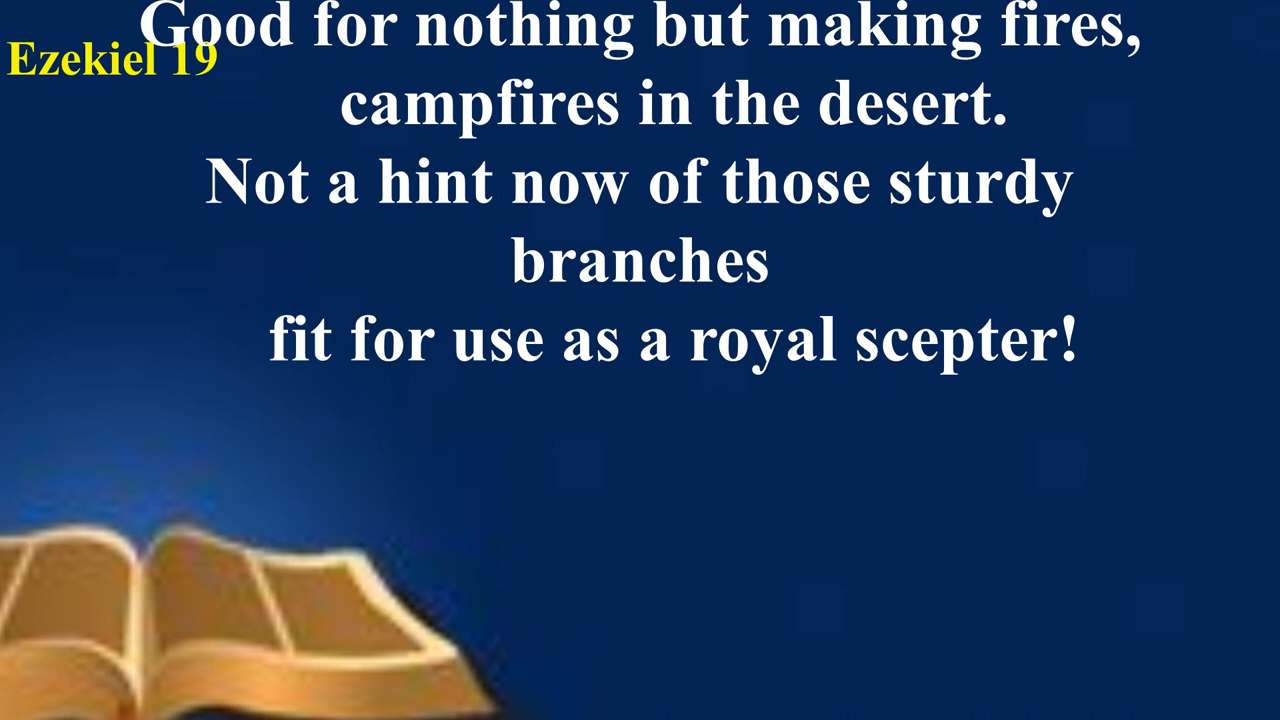 Good for nothing but making fires,
Ezekiel 19
campfires in the desert.
Not a hint now of those sturdy
branches
fit for use as a royal scepter!